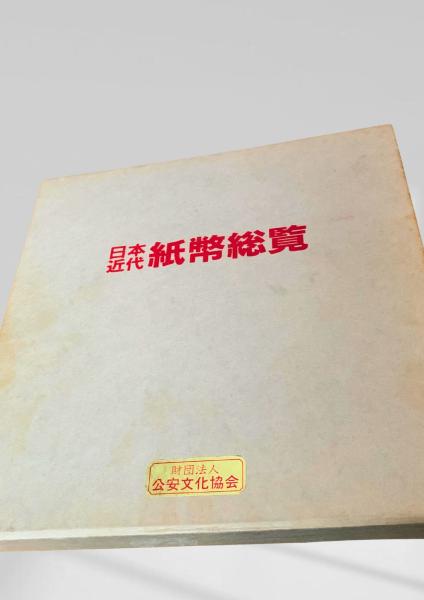 日本
近代
紙幣総覧
財団法人
公安文化協会